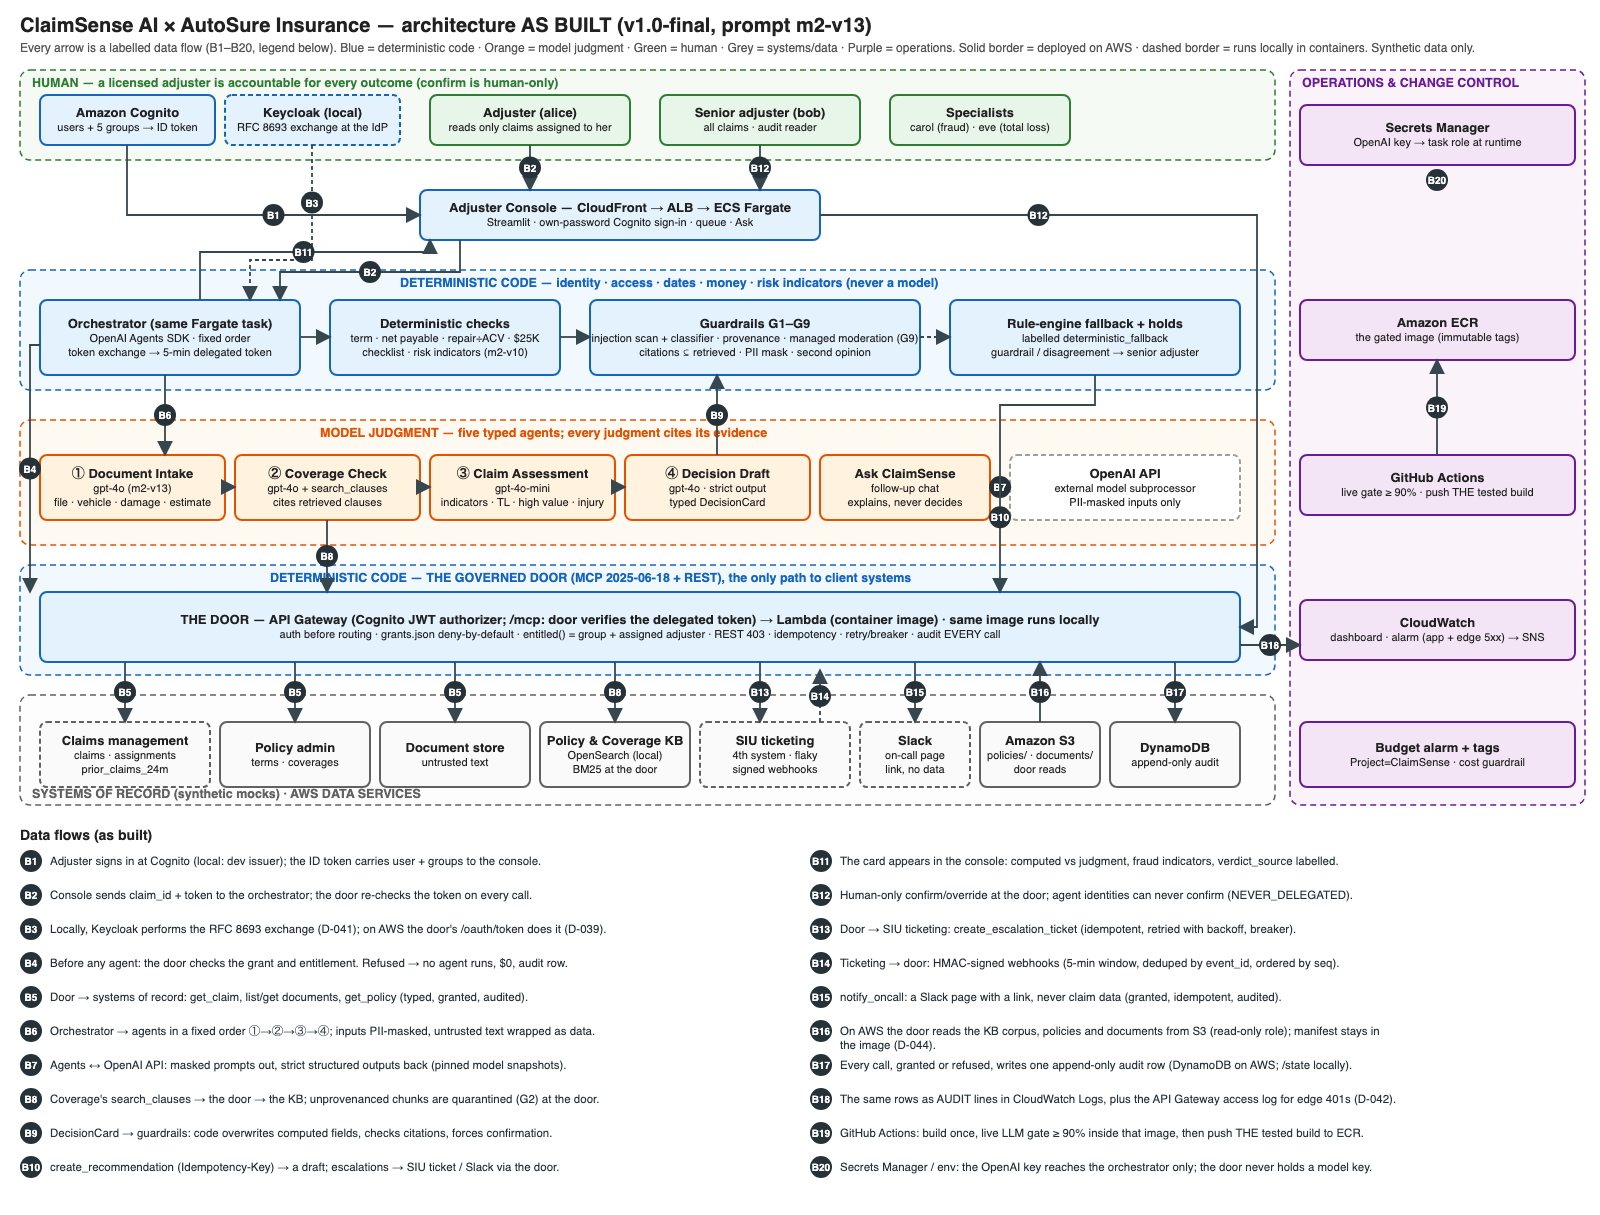 ClaimSense AI × AutoSure Insurance — architecture AS BUILT (v1.0-final, prompt m2-v13)
Every arrow is a labelled data flow (B1–B20, legend below). Blue = deterministic code · Orange = model judgment · Green = human · Grey = systems/data · Purple = operations. Solid border = deployed on AWS · dashed border = runs locally in containers. Synthetic data only.
HUMAN — a licensed adjuster is accountable for every outcome (confirm is human-only)
Amazon Cognito
users + 5 groups → ID token
Keycloak (local)
RFC 8693 exchange at the IdP
Adjuster (alice)
reads only claims assigned to her
Senior adjuster (bob)
all claims · audit reader
Specialists
carol (fraud) · eve (total loss)
OPERATIONS & CHANGE CONTROL
Secrets Manager
OpenAI key → task role at runtime
B2
B12
B20
B3
B1
Adjuster Console — CloudFront → ALB → ECS Fargate
Streamlit · own-password Cognito sign-in · queue · Ask
B12
B11
B2
DETERMINISTIC CODE — identity · access · dates · money · risk indicators (never a model)
Orchestrator (same Fargate task)
OpenAI Agents SDK · fixed order
token exchange → 5-min delegated token
Deterministic checks
term · net payable · repair÷ACV · $25K
checklist · risk indicators (m2-v10)
Guardrails G1–G9
injection scan + classifier · provenance · managed moderation (G9)
citations ⊆ retrieved · PII mask · second opinion
Rule-engine fallback + holds
labelled deterministic_fallback
guardrail / disagreement → senior adjuster
Amazon ECR
the gated image (immutable tags)
B6
B9
B19
MODEL JUDGMENT — five typed agents; every judgment cites its evidence
B4
① Document Intake
gpt-4o (m2-v13)
file · vehicle · damage · estimate
② Coverage Check
gpt-4o + search_clauses
cites retrieved clauses
③ Claim Assessment
gpt-4o-mini
indicators · TL · high value · injury
④ Decision Draft
gpt-4o · strict output
typed DecisionCard
Ask ClaimSense
follow-up chat
explains, never decides
B7
B10
OpenAI API
external model subprocessor
PII-masked inputs only
GitHub Actions
live gate ≥ 90% · push THE tested build
B8
DETERMINISTIC CODE — THE GOVERNED DOOR (MCP 2025-06-18 + REST), the only path to client systems
THE DOOR — API Gateway (Cognito JWT authorizer; /mcp: door verifies the delegated token) → Lambda (container image) · same image runs locally
auth before routing · grants.json deny-by-default · entitled() = group + assigned adjuster · REST 403 · idempotency · retry/breaker · audit EVERY call
B18
CloudWatch
dashboard · alarm (app + edge 5xx) → SNS
B5
B5
B5
B8
B13
B14
B15
B16
B17
Claims management
claims · assignments
prior_claims_24m
Policy admin
terms · coverages
Document store
untrusted text
Policy & Coverage KB
OpenSearch (local)
BM25 at the door
SIU ticketing
4th system · flaky
signed webhooks
Slack
on-call page
link, no data
Amazon S3
policies/ · documents/
door reads
DynamoDB
append-only audit
Budget alarm + tags
Project=ClaimSense · cost guardrail
SYSTEMS OF RECORD (synthetic mocks) · AWS DATA SERVICES
Data flows (as built)
B1 Adjuster signs in at Cognito (local: dev issuer); the ID token carries user + groups to the console.
B2 Console sends claim_id + token to the orchestrator; the door re-checks the token on every call.
B3 Locally, Keycloak performs the RFC 8693 exchange (D-041); on AWS the door's /oauth/token does it (D-039).
B4 Before any agent: the door checks the grant and entitlement. Refused → no agent runs, $0, audit row.
B5 Door → systems of record: get_claim, list/get documents, get_policy (typed, granted, audited).
B6 Orchestrator → agents in a fixed order ①→②→③→④; inputs PII-masked, untrusted text wrapped as data.
B7 Agents ↔ OpenAI API: masked prompts out, strict structured outputs back (pinned model snapshots).
B8 Coverage's search_clauses → the door → the KB; unprovenanced chunks are quarantined (G2) at the door.
B9 DecisionCard → guardrails: code overwrites computed fields, checks citations, forces confirmation.
B10 create_recommendation (Idempotency-Key) → a draft; escalations → SIU ticket / Slack via the door.
B11 The card appears in the console: computed vs judgment, fraud indicators, verdict_source labelled.
B12 Human-only confirm/override at the door; agent identities can never confirm (NEVER_DELEGATED).
B13 Door → SIU ticketing: create_escalation_ticket (idempotent, retried with backoff, breaker).
B14 Ticketing → door: HMAC-signed webhooks (5-min window, deduped by event_id, ordered by seq).
B15 notify_oncall: a Slack page with a link, never claim data (granted, idempotent, audited).
B16 On AWS the door reads the KB corpus, policies and documents from S3 (read-only role); manifest stays in
the image (D-044).
B17 Every call, granted or refused, writes one append-only audit row (DynamoDB on AWS; /state locally).
B18 The same rows as AUDIT lines in CloudWatch Logs, plus the API Gateway access log for edge 401s (D-042).
B19 GitHub Actions: build once, live LLM gate ≥ 90% inside that image, then push THE tested build to ECR.
B20 Secrets Manager / env: the OpenAI key reaches the orchestrator only; the door never holds a model key.